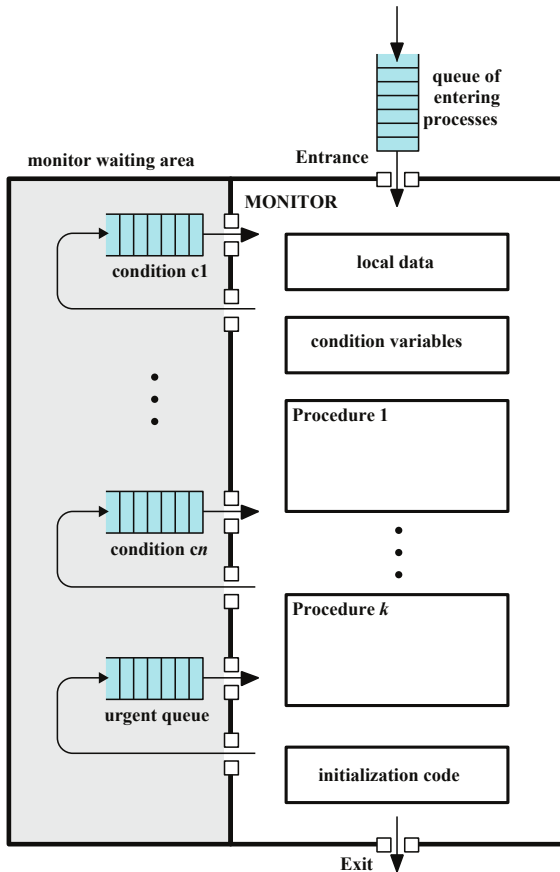 queue of
entering
processes
Entrance
monitor waiting area
MONITOR
condition c1
local data
condition variables
Procedure 1
condition cn
Procedure k
urgent queue
initialization code
Exit